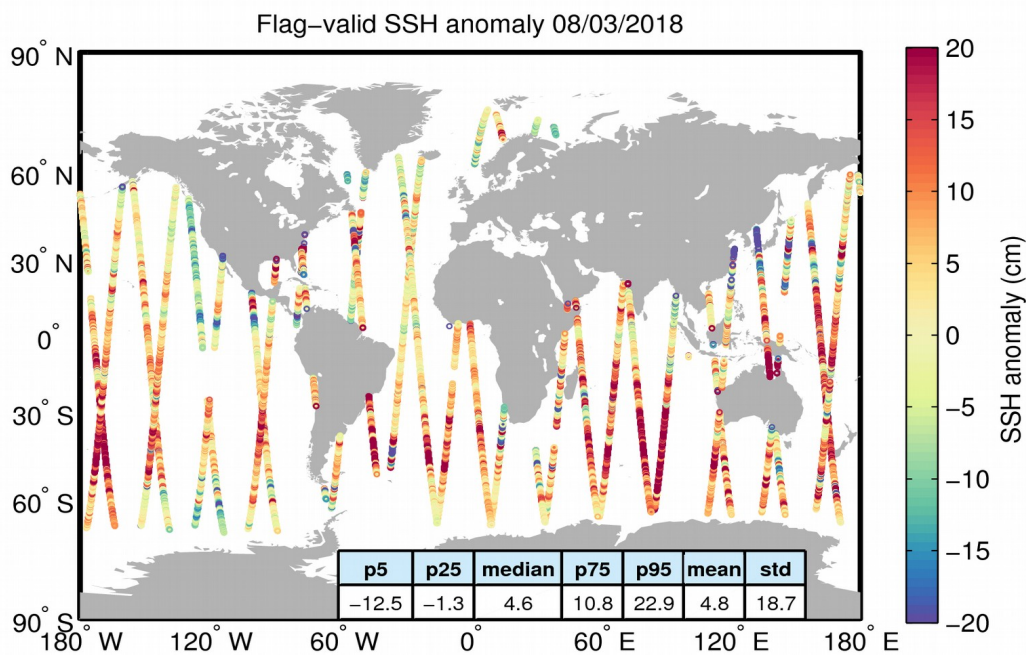 Flag−valid SSH anomaly 08/03/2018
90° N
60° N
30° N
0°
30° S
60° S
90° S
180° W
120° W
60° W
0°
60° E
120° E
180° E
p5 p25 median p75 p95 mean std
−12.5 −1.3 4.6 10.8 22.9 4.8 18.7
20
15
10
5
0
−5
−10
−15
−20
SSH anomaly (cm)